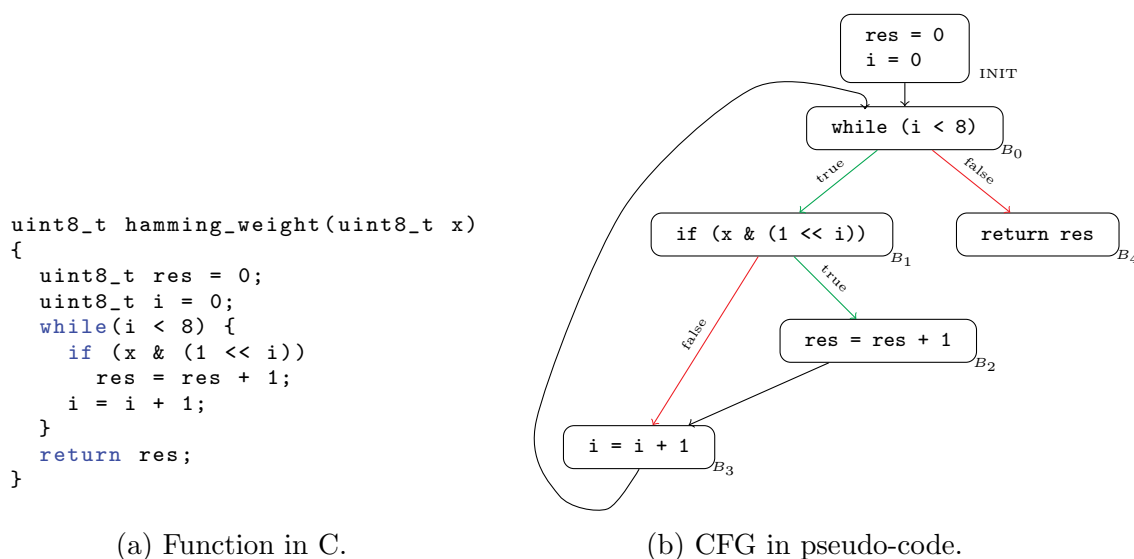 uint8_t hamming_weight(uint8_t x)
{
  uint8_t res = 0;
  uint8_t i = 0;
  while(i < 8) {
    if (x & (1 << i))
      res = res + 1;
    i = i + 1;
  }
  return res;
}
(a) Function in C.
res = 0
i = 0
INIT
while (i < 8)
B0
true
false
if (x & (1 << i))
B1
return res
B4
false
true
res = res + 1
B2
i = i + 1
B3
(b) CFG in pseudo-code.